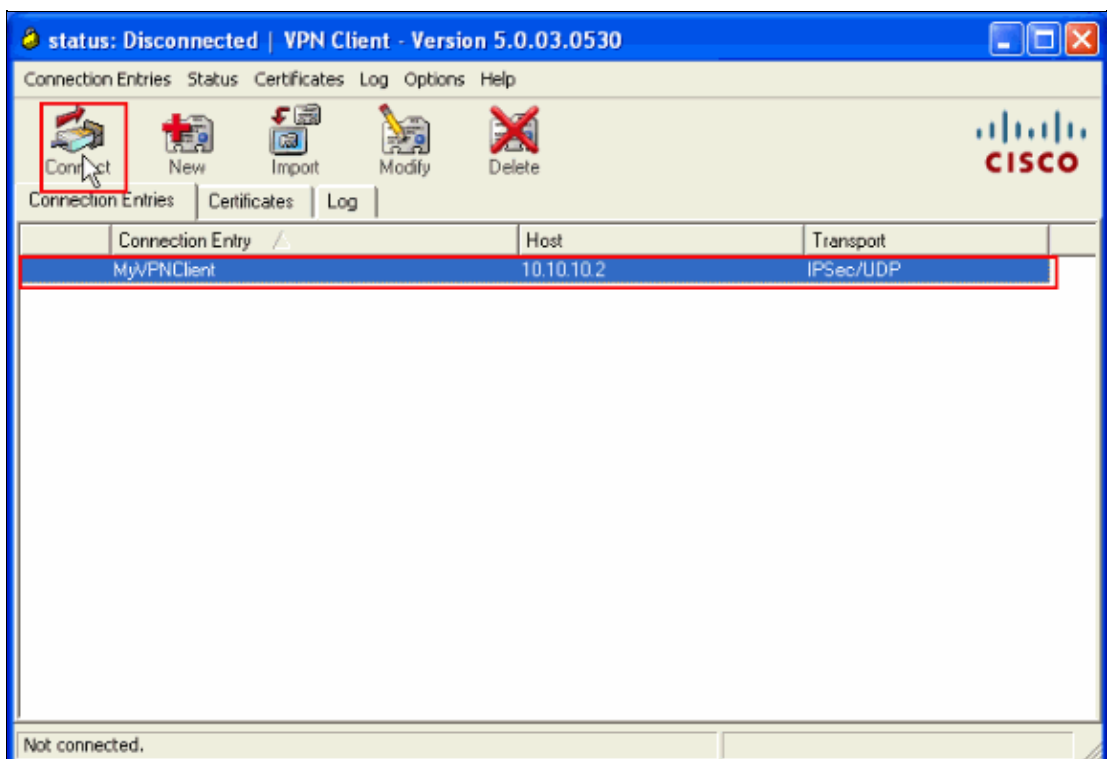 status: Disconnected | VPN Client - Version 5.0.03.0530
Connection Entries Status Certificates Log Options Help
Connect New Import Modify Delete
CISCO
Connection Entries Certificates Log
Connection Entry Host Transport
MyVPNClient 10.10.10.2 IPSec/UDP
Not connected.